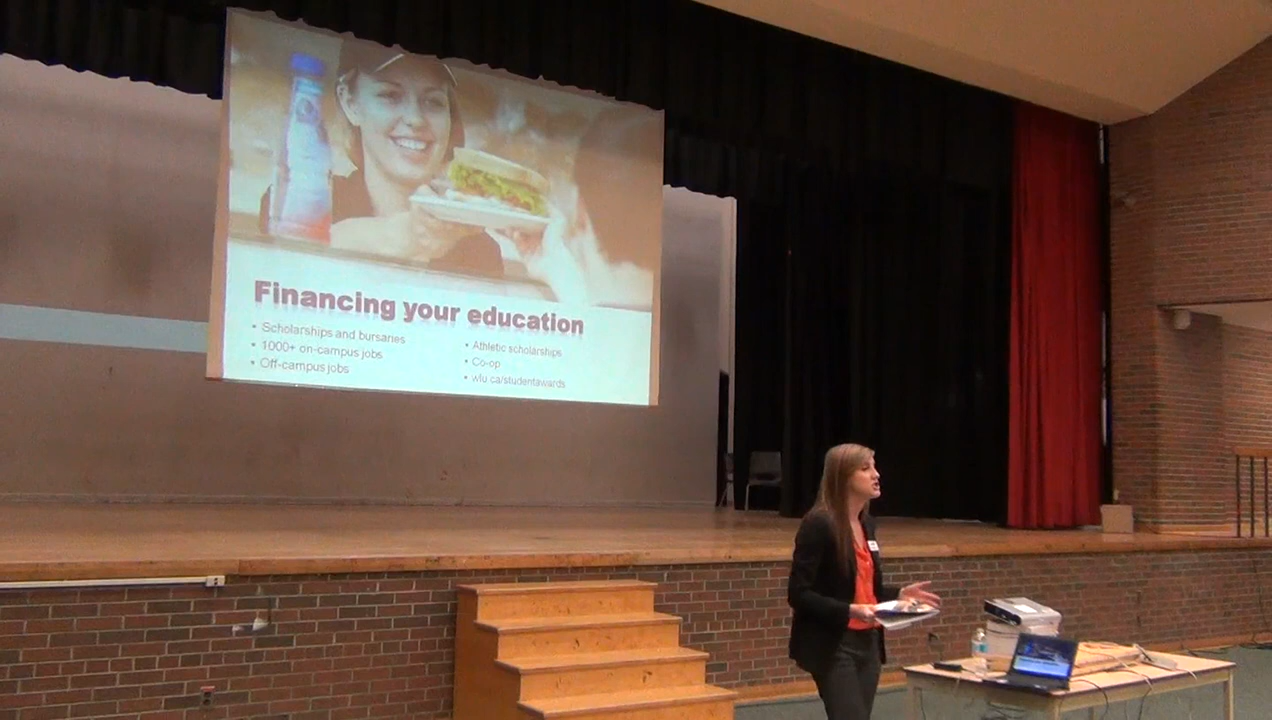 Financing your education
• Scholarships and bursaries
• 1000+ on-campus jobs
• Off-campus jobs
• Athletic scholarships
• Co-op
• wlu.ca/studentawards